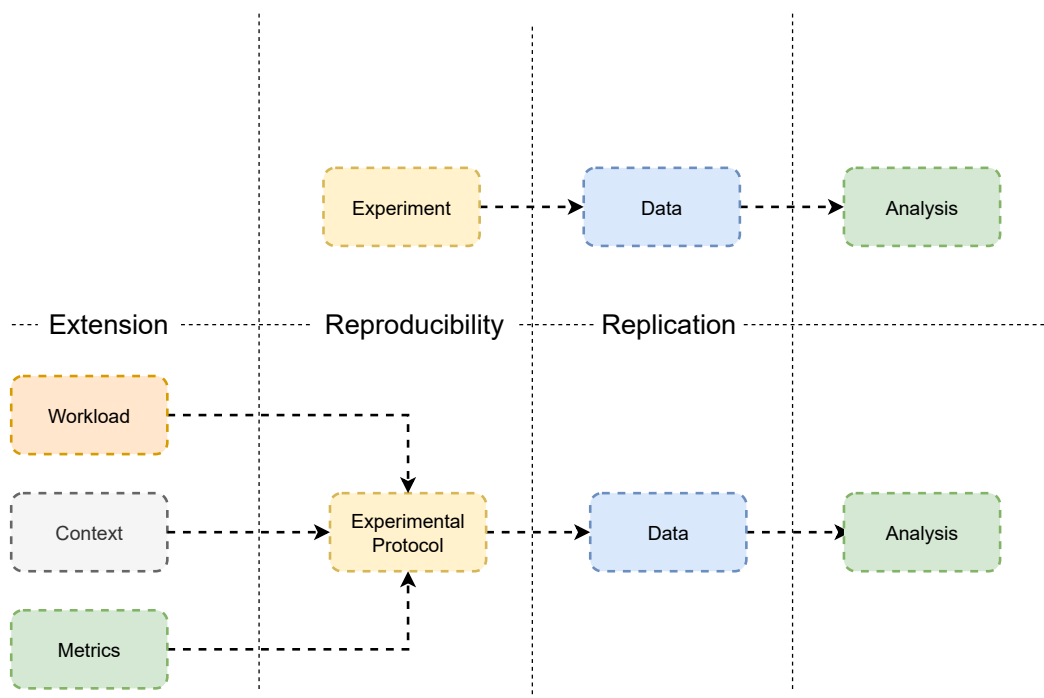 Experiment
Data
Analysis
Extension
Reproducibility
Replication
Workload
Context
Experimental
Protocol
Data
Analysis
Metrics